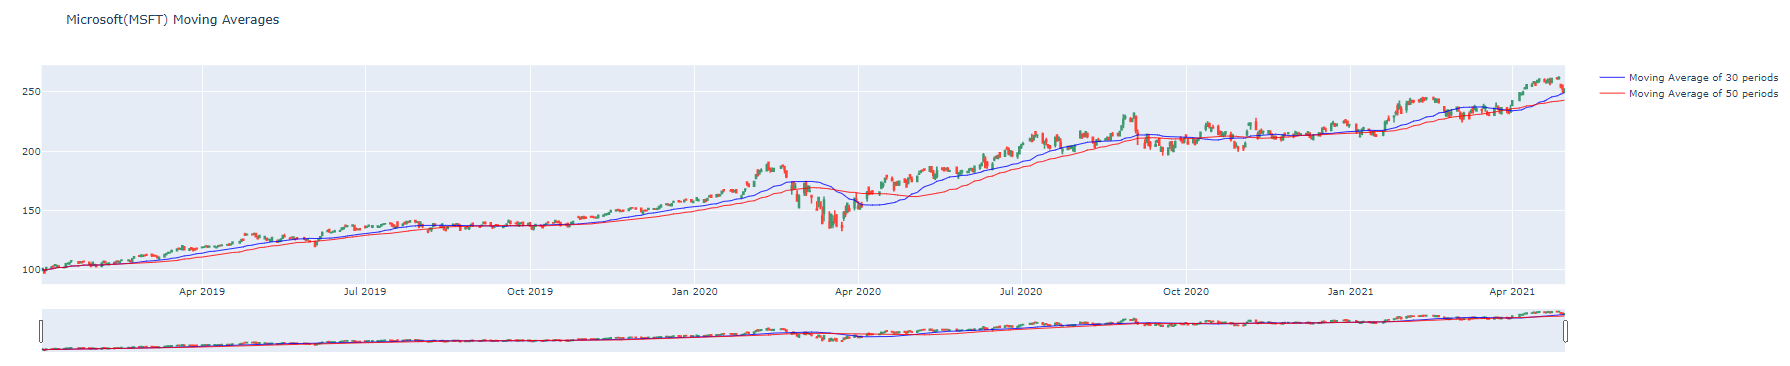 Microsoft(MSFT) Moving Averages
Moving Average of 30 periods
Moving Average of 50 periods
250
200
150
100
Apr 2019 Jul 2019 Oct 2019 Jan 2020 Apr 2020 Jul 2020 Oct 2020 Jan 2021 Apr 2021